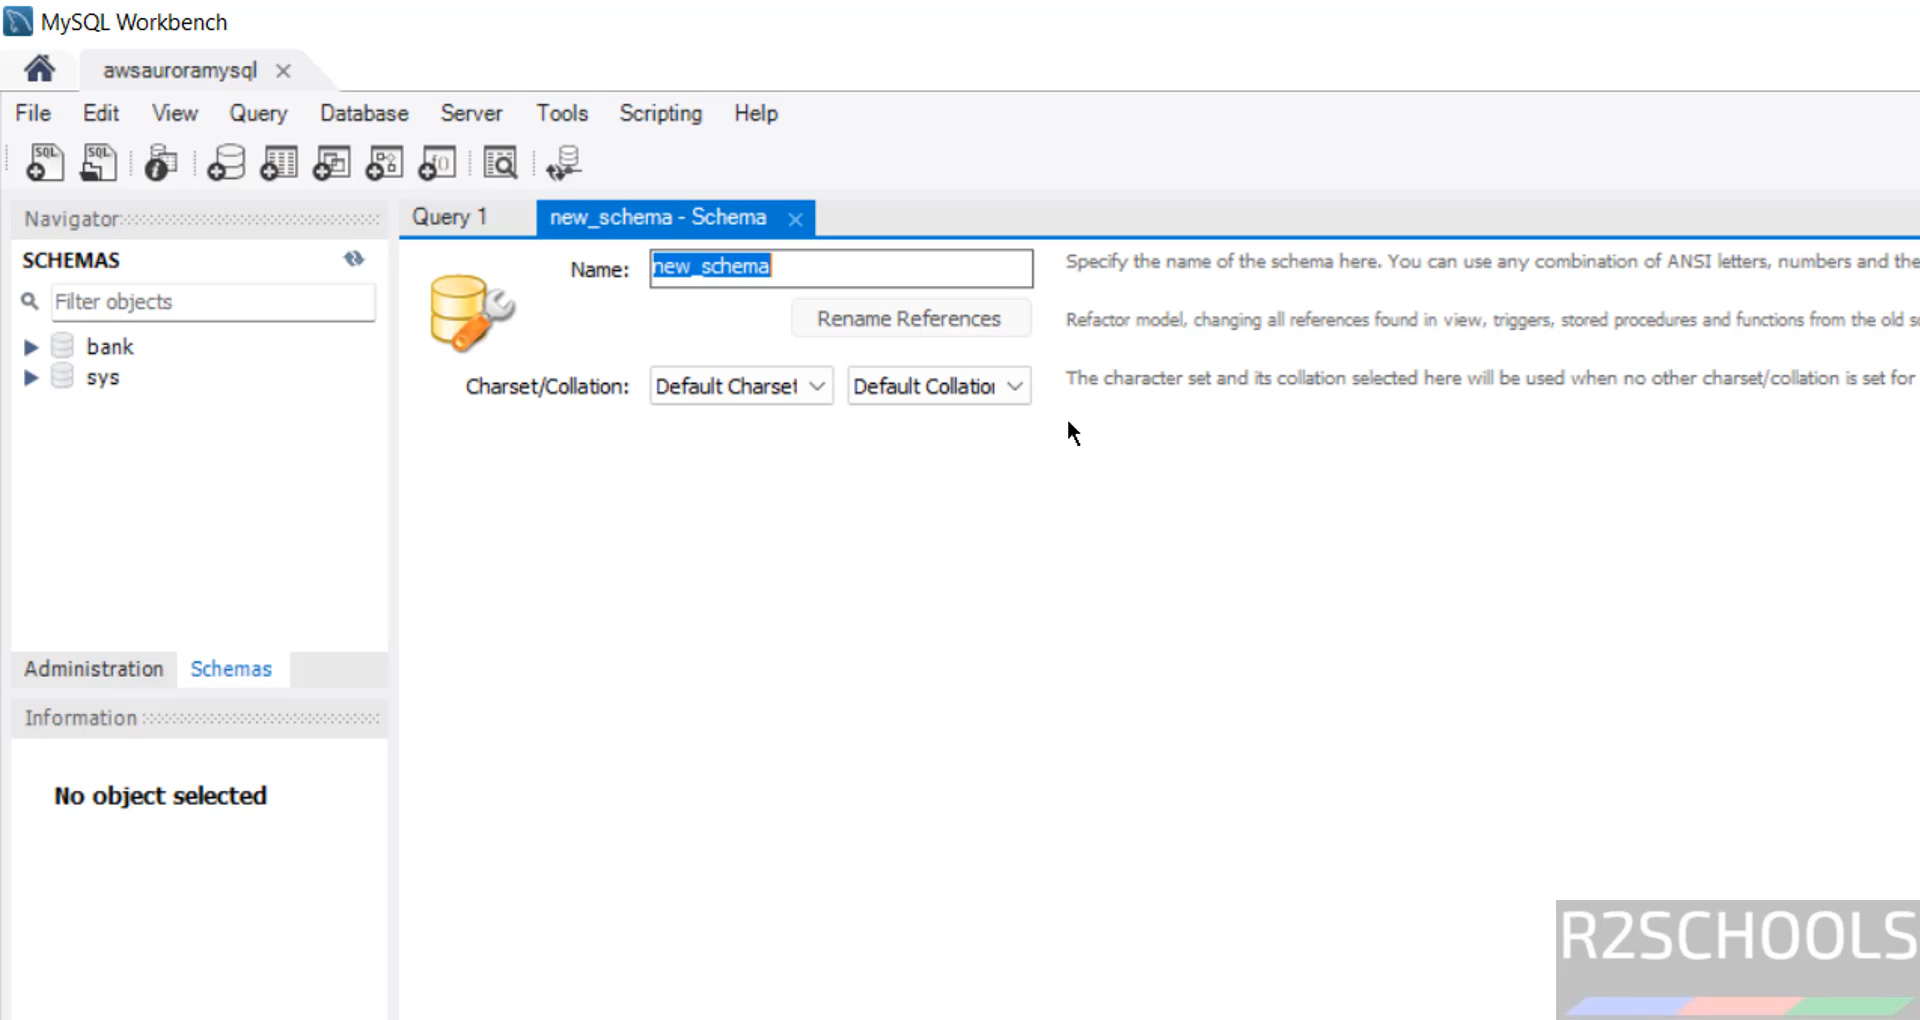 MySQL Workbench
awsauroramysql
File Edit View Query Database Server Tools Scripting Help
SQL SQL
Navigator
SCHEMAS
Filter objects
bank
sys
Administration Schemas
Information
No object selected
Query 1 new_schema - Schema
Name: new_schema Specify the name of the schema here. You can use any combination of ANSI letters, numbers and the
Rename References Refactor model, changing all references found in view, triggers, stored procedures and functions from the old
Charset/Collation: Default Charset Default Collation The character set and its collation selected here will be used when no other charset/collation is set for
R2SCHOOLS